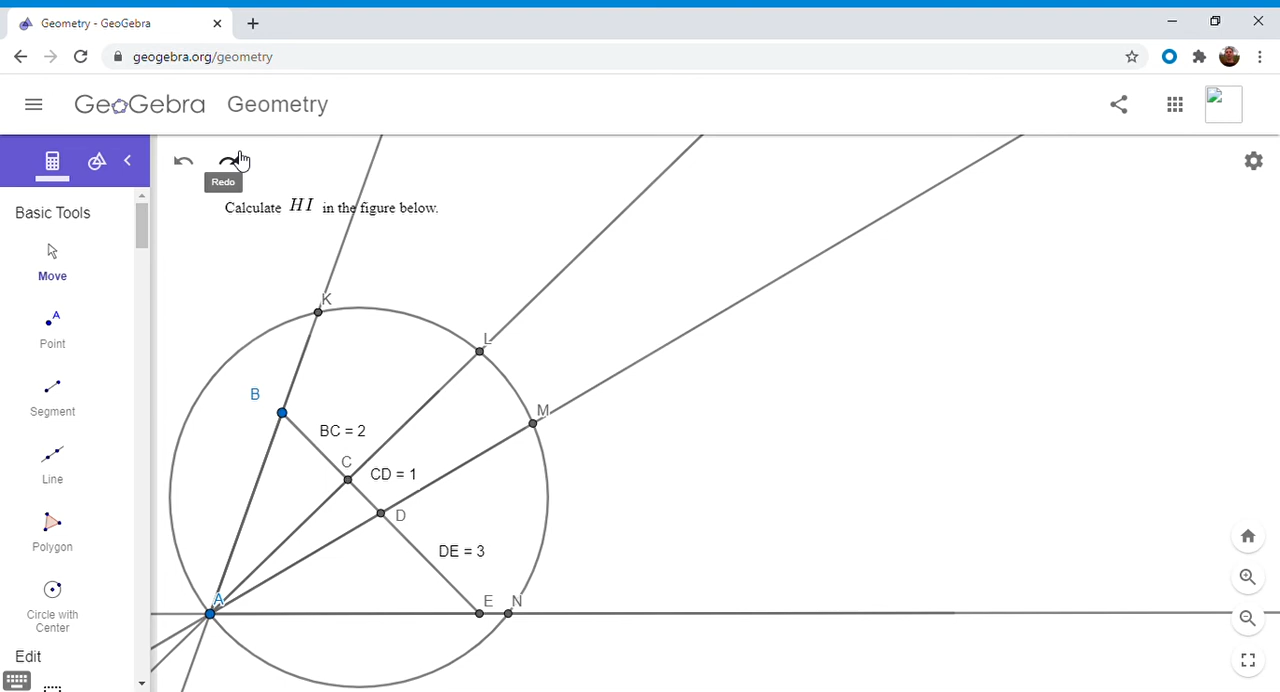 Geometry - GeoGebra
geogebra.org/geometry
GeoGebra Geometry
Redo
Calculate HI in the figure below.
Basic Tools
Move
A
Point
Segment
Line
Polygon
Circle with
Center
Edit
K
L
M
B
BC = 2
C
CD = 1
D
DE = 3
A
E
N